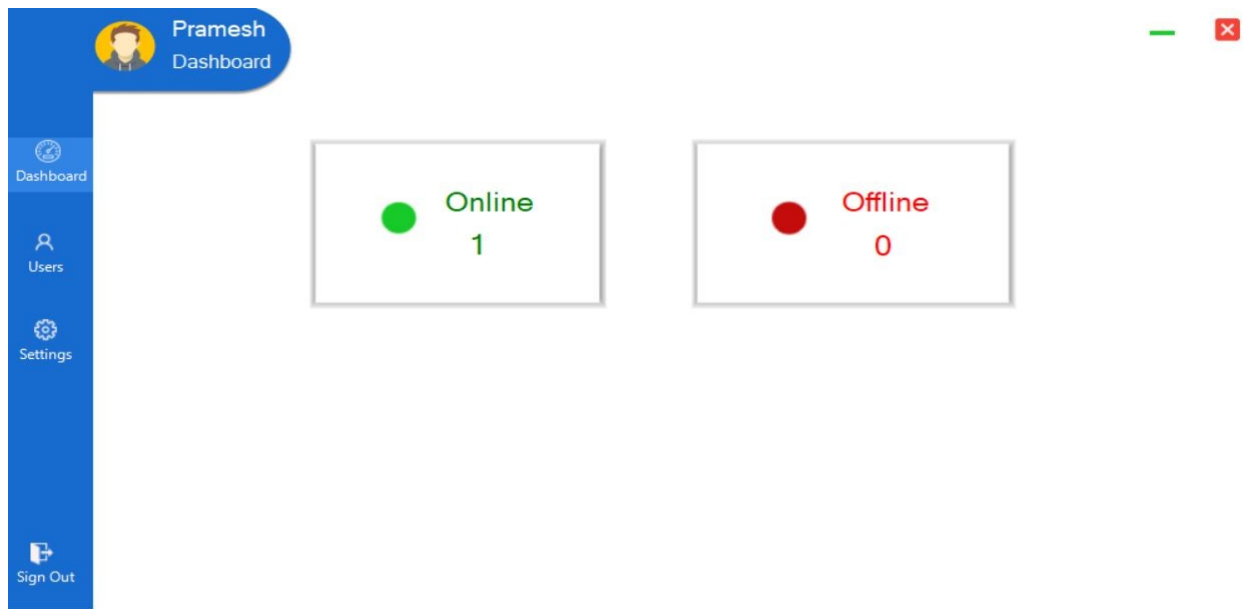 Pramesh
Dashboard
Dashboard
Users
Settings
Sign Out
Online
1
Offline
0